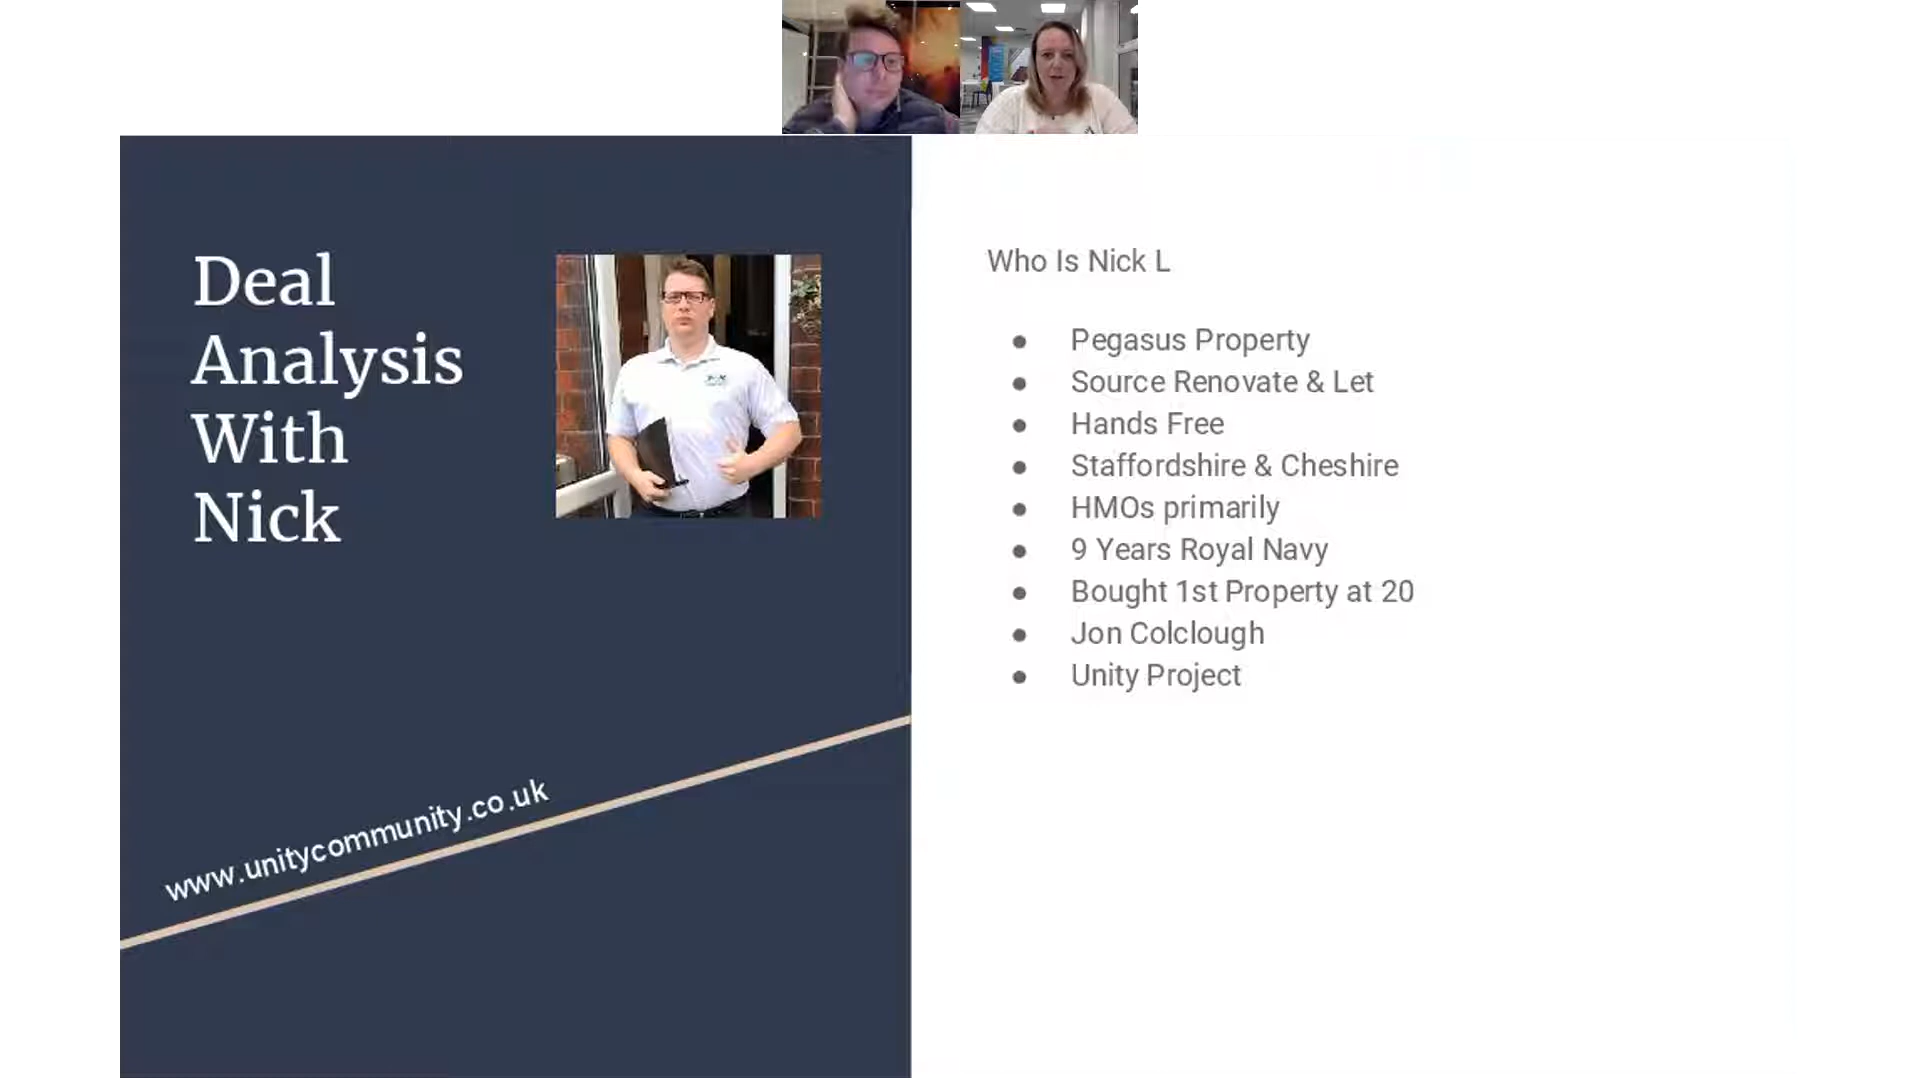 Deal
Analysis
With
Nick
www.unitycommunity.co.uk
Who Is Nick L
● Pegasus Property
● Source Renovate & Let
● Hands Free
● Staffordshire & Cheshire
● HMOs primarily
● 9 Years Royal Navy
● Bought 1st Property at 20
● Jon Colclough
● Unity Project